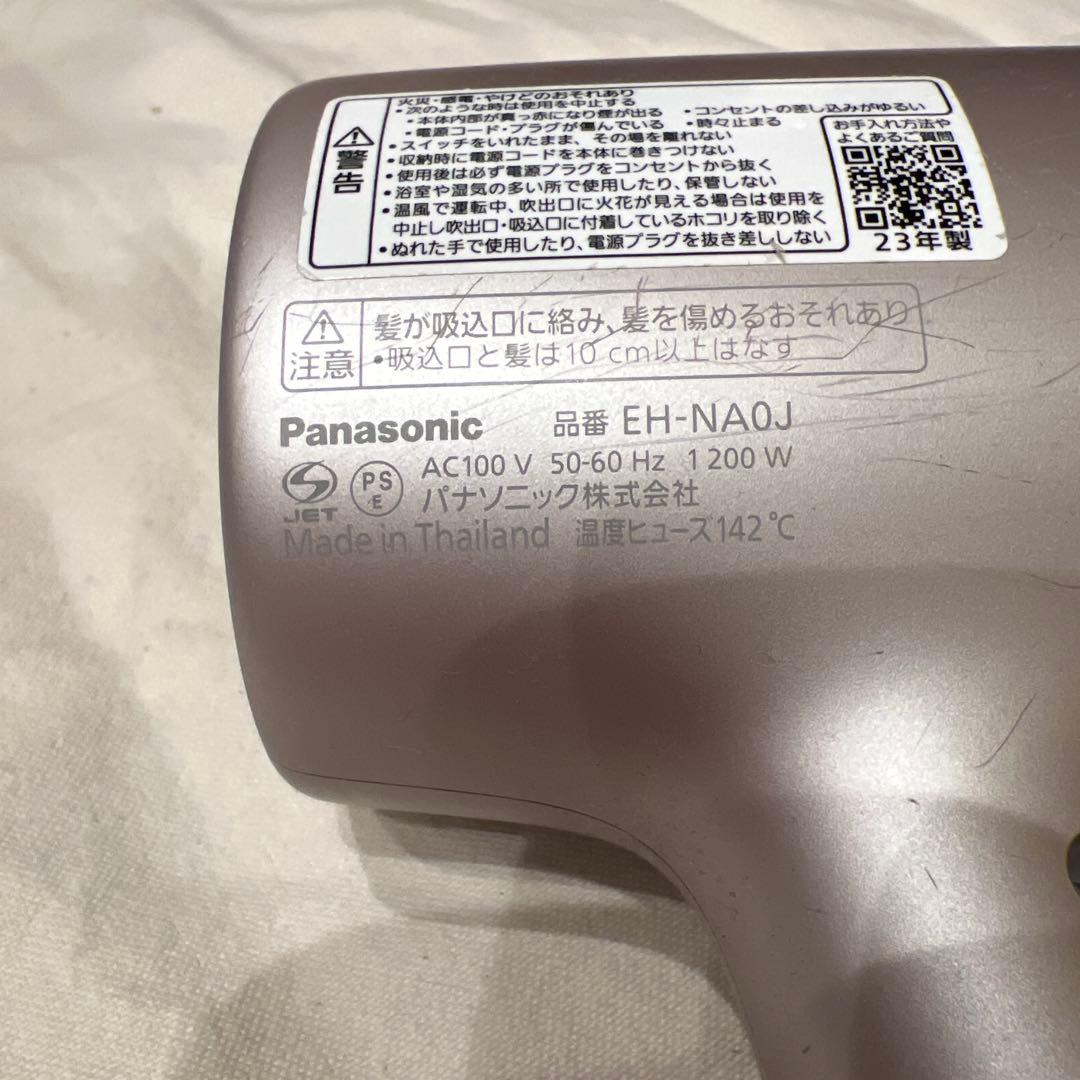 警告
火災・感電・やけどのおそれあり
・次のような時は使用を中止する
・本体内部が真っ赤になり煙が出る ・コンセントの差し込みがゆるい
・電源コード・プラグが傷んでいる ・時々止まる
・スイッチをいれたまま、その場を離れない
・収納時に電源コードを本体に巻きつけない
・使用後は必ず電源プラグをコンセントから抜く
・浴室や湿気の多い所で使用したり、保管しない
・温風で運転中、吹出口に火花が見える場合は使用を
中止し吹出口・吸込口に付着しているホコリを取り除く
・ぬれた手で使用したり、電源プラグを抜き差ししない
お手入れ方法や
よくあるご質問
23年製
注意
髪が吸込口に絡み、髪を傷めるおそれあり
・吸込口と髪は10 cm以上はなす
Panasonic 品番 EH-NA0J
JET PS E AC100 V 50-60 Hz 1 200 W
パナソニック株式会社
Made in Thailand 温度ヒューズ142 ℃